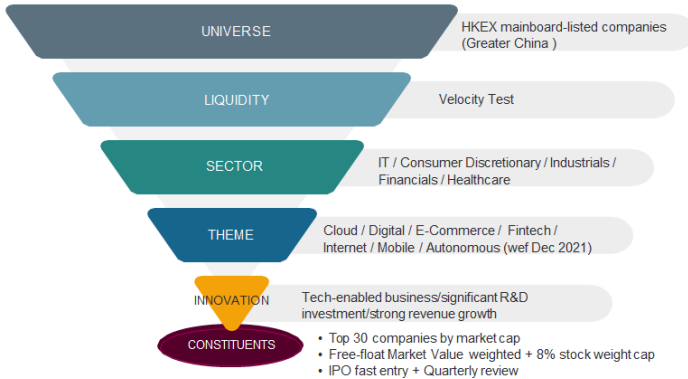 UNIVERSE
HKEX mainboard-listed companies
(Greater China )
LIQUIDITY
Velocity Test
SECTOR
IT / Consumer Discretionary / Industrials /
Financials / Healthcare
THEME
Cloud / Digital / E-Commerce / Fintech /
Internet / Mobile / Autonomous (wef Dec 2021)
INNOVATION
Tech-enabled business/significant R&D
investment/strong revenue growth
CONSTITUENTS
• Top 30 companies by market cap
• Free-float Market Value weighted + 8% stock weight cap
• IPO fast entry + Quarterly review